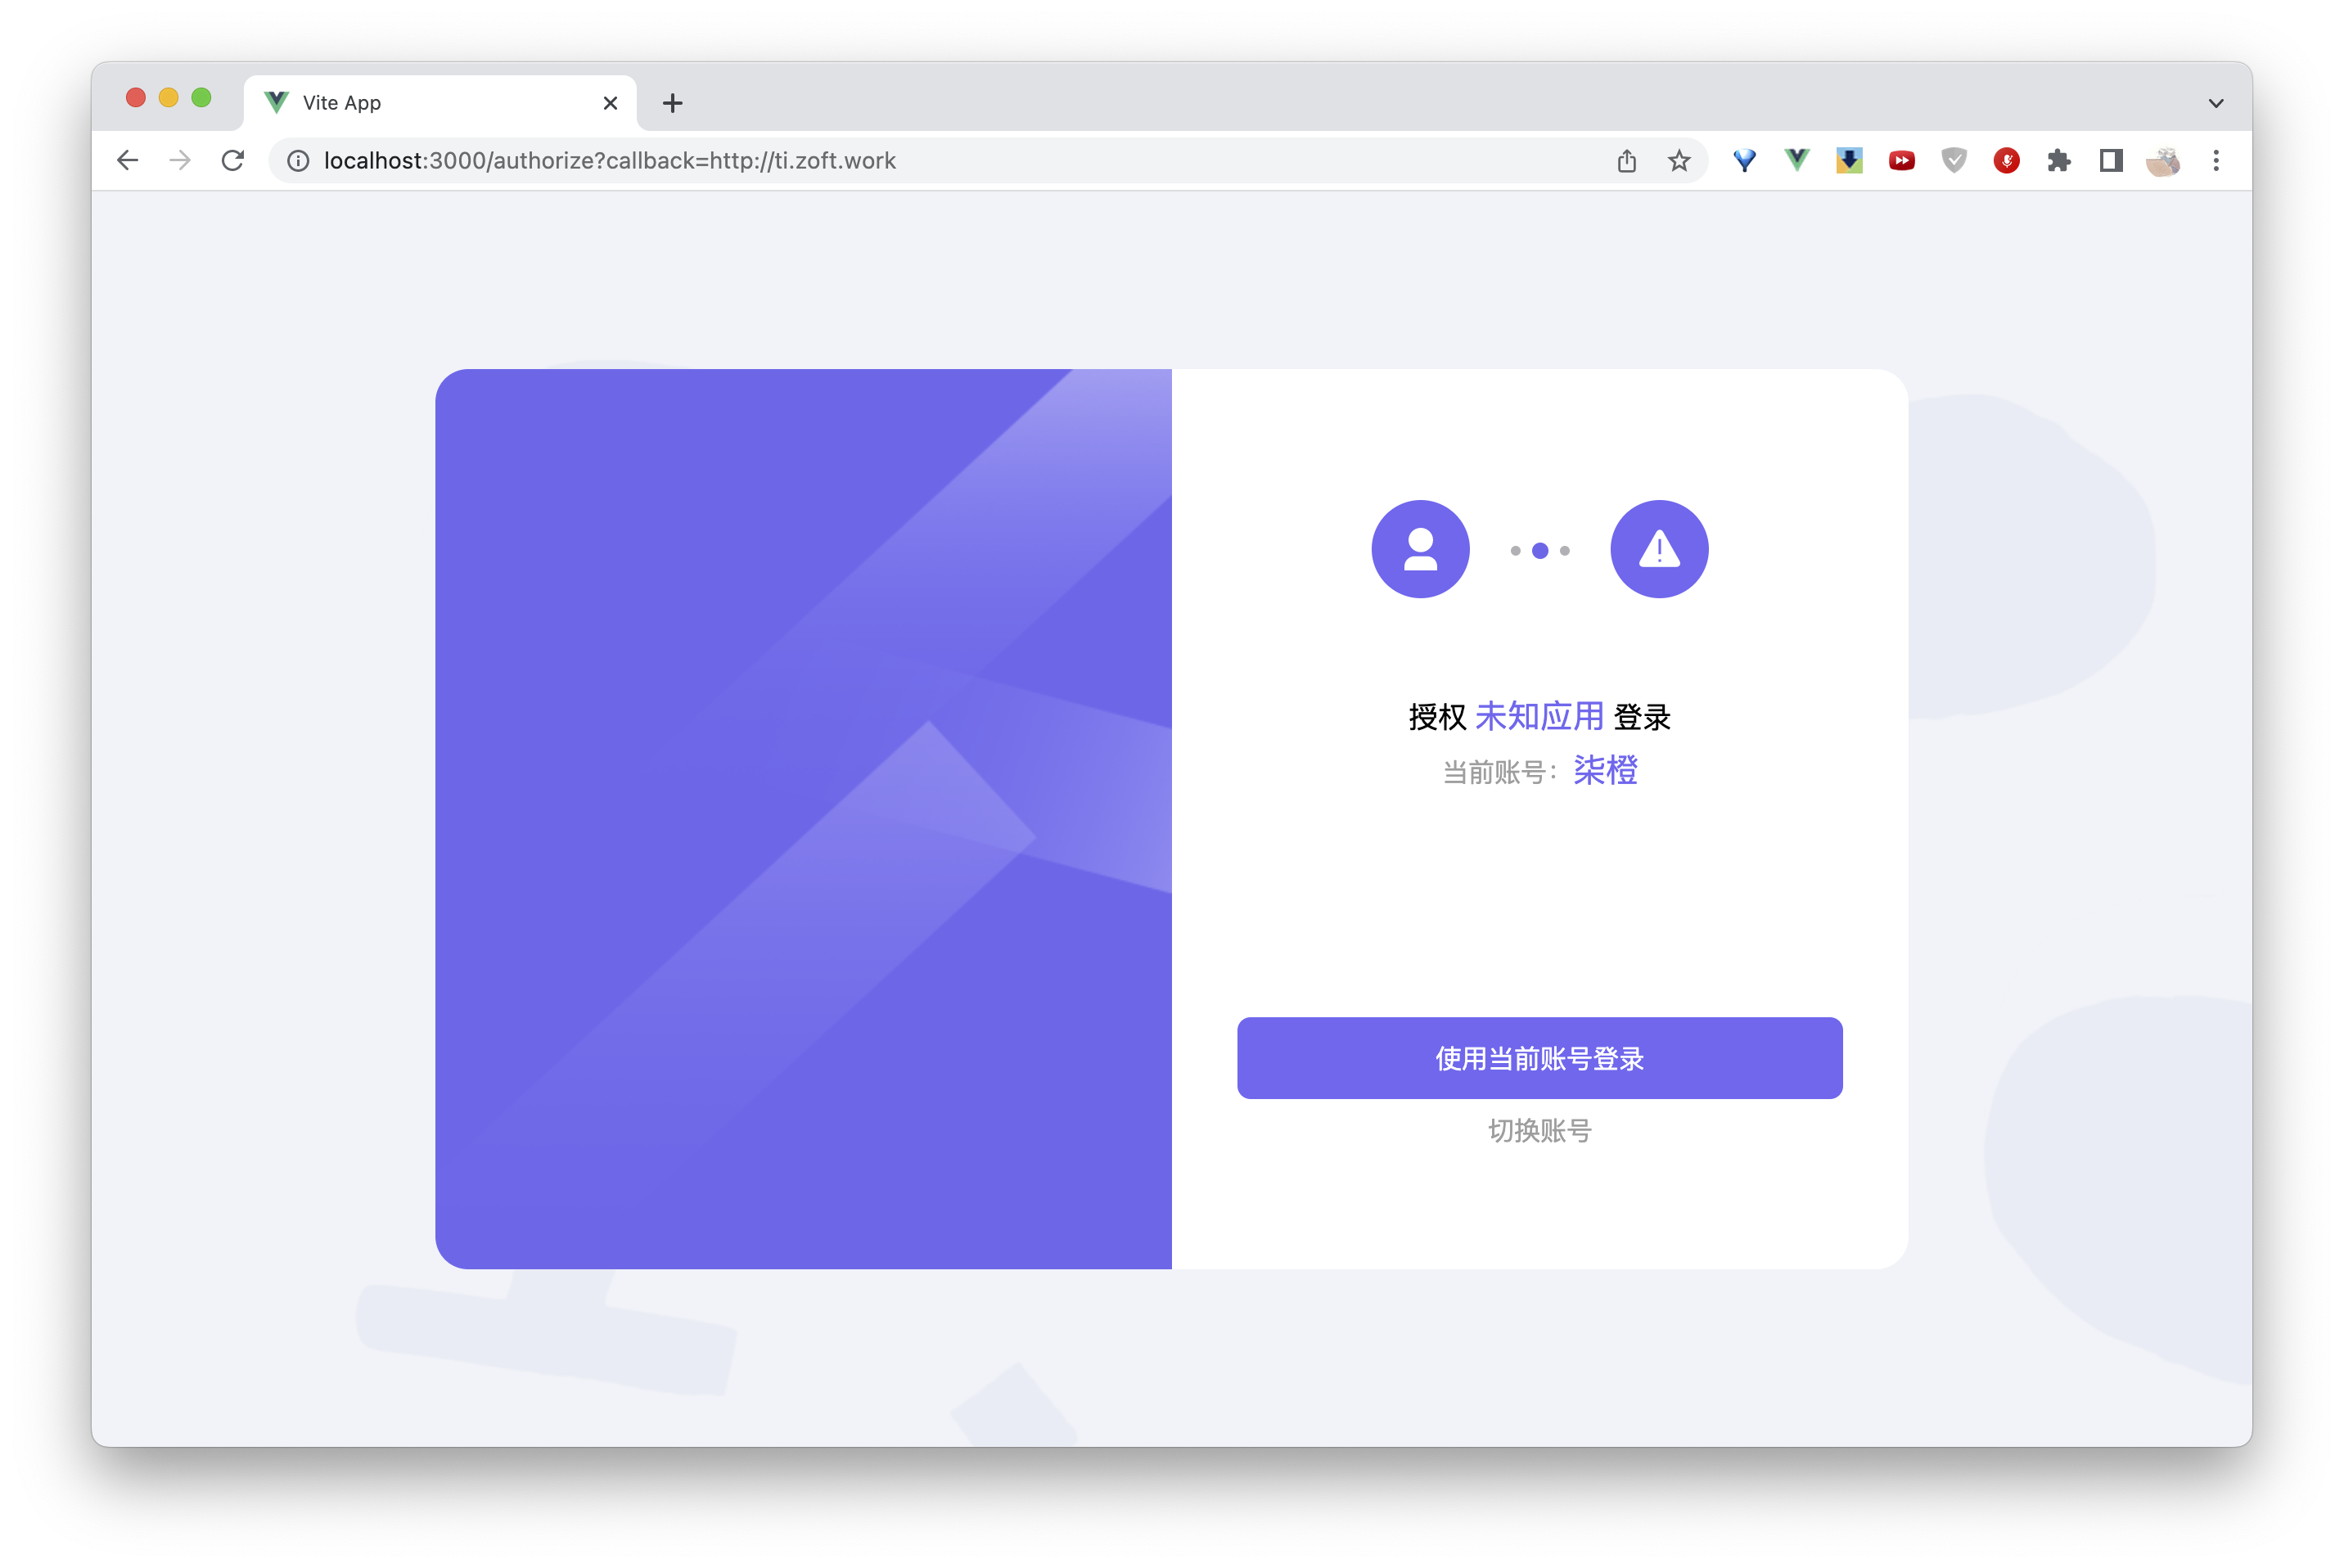 Vite App
localhost:3000/authorize?callback=http://ti.zoft.work
授权 未知应用 登录
当前账号：柒橙
使用当前账号登录
切换账号